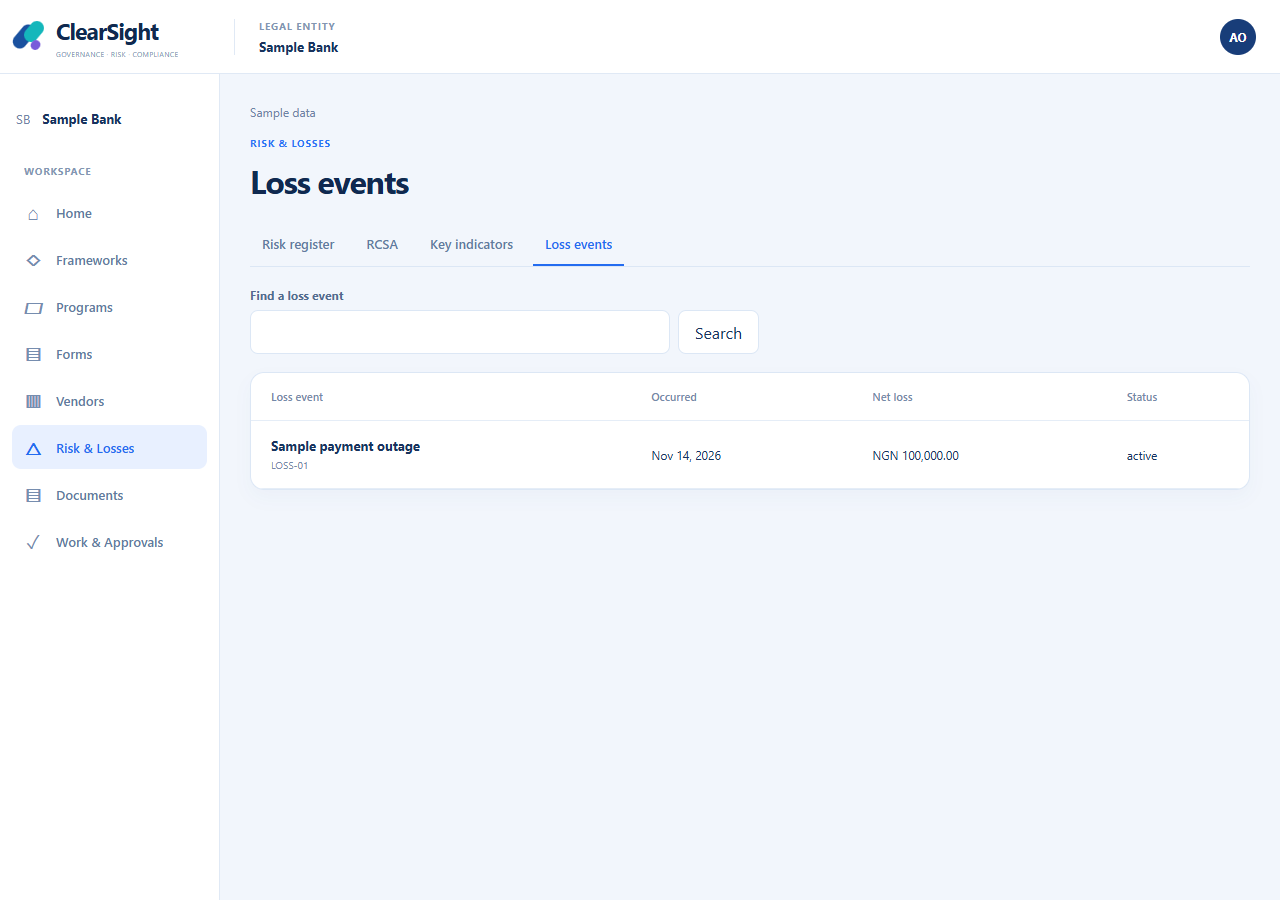 ClearSight
GOVERNANCE · RISK · COMPLIANCE
LEGAL ENTITY
Sample Bank
AO
SB Sample Bank
WORKSPACE
Home
Frameworks
Programs
Forms
Vendors
Risk & Losses
Documents
Work & Approvals
Sample data
RISK & LOSSES
Loss events
Risk register RCSA Key indicators Loss events
Find a loss event
Search
Loss event Occurred Net loss Status
Sample payment outage Nov 14, 2026 NGN 100,000.00 active
LOSS-01